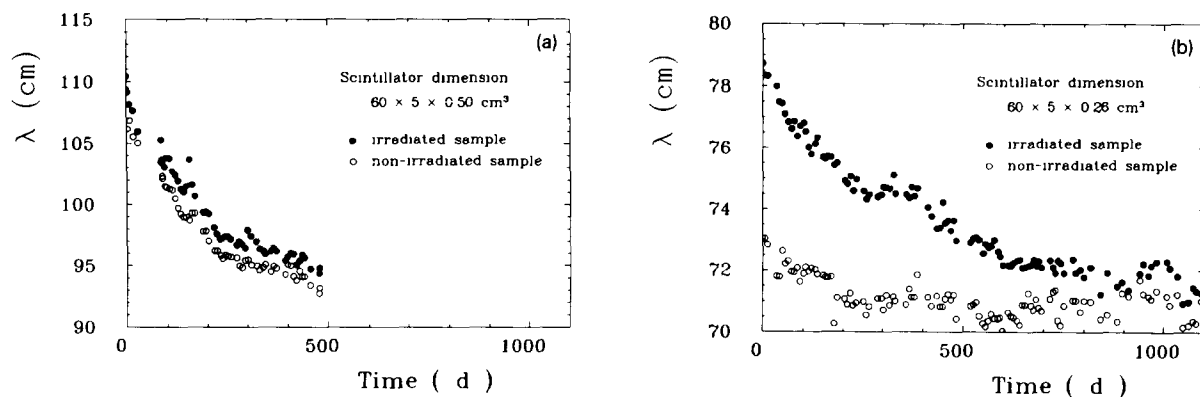 115
110
105
100
95
90
λ (cm)
(a)
Scintillator dimension
60 × 5 × 0.50 cm³
irradiated sample
non-irradiated sample
0
500
1000
Time ( d )
80
78
76
74
72
70
λ (cm)
(b)
Scintillator dimension
60 × 5 × 0.26 cm³
irradiated sample
non-irradiated sample
0
500
1000
Time ( d )